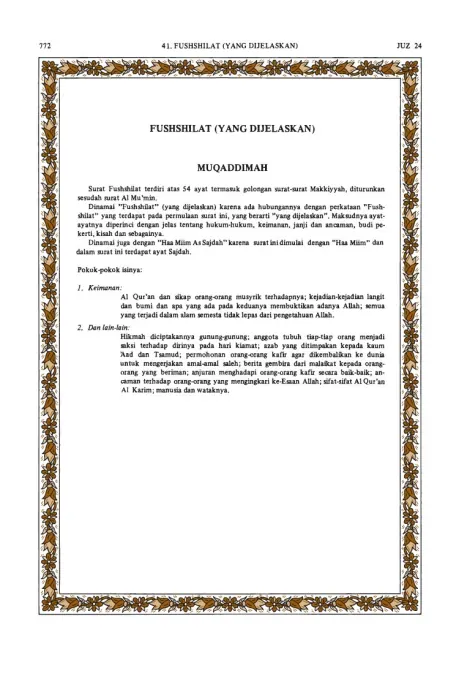 772 41. FUSHSHILAT (YANG DIJELASKAN) JUZ 24
FUSHSHILAT (YANG DIJELASKAN)
MUQADDIMAH
Surat Fushshilat terdiri atas 54 ayat termasuk golongan surat-surat Makkiyyah, diturunkan
sesudah surat Al Mu'min.
Dinamai "Fushshilat" (yang dijelaskan) karena ada hubungannya dengan perkataan "Fush-
shilat" yang terdapat pada permulaan surat ini, yang berarti "yang dijelaskan". Maksudnya ayat-
ayatnya diperinci dengan jelas tentang hukum-hukum, keimanan, janji dan ancaman, budi pe-
kerti, kisah dan sebagainya.
Dinamai juga dengan "Haa Miim As Sajdah" karena surat ini dimulai dengan "Haa Miim" dan
dalam surat ini terdapat ayat Sajdah.
Pokuk-pokok isinya:
1. Keimanan:
Al Qur'an dan sikap orang-orang musyrik terhadapnya; kejadian-kejadian langit
dan bumi dan apa yang ada pada keduanya membuktikan adanya Allah; semua
yang terjadi dalam alam semesta tidak lepas dari pengetahuan Allah.
2. Dan lain-lain:
Hikmah diciptakannya gunung-gunung; anggota tubuh tiap-tiap orang menjadi
saksi terhadap dirinya pada hari kiamat; azab yang ditimpakan kepada kaum
'Aad dan Tsamud; permohonan orang-orang kafir agar dikembalikan ke dunia
untuk mengerjakan amal-amal saleh; berita gembira dari malaikat kepada orang-
orang yang beriman; anjuran menghadapi orang-orang kafir secara baik-baik; an-
caman terhadap orang-orang yang mengingkari ke-Esaan Allah; sifat-sifat Al Qur'an
Al Karim; manusia dan wataknya.